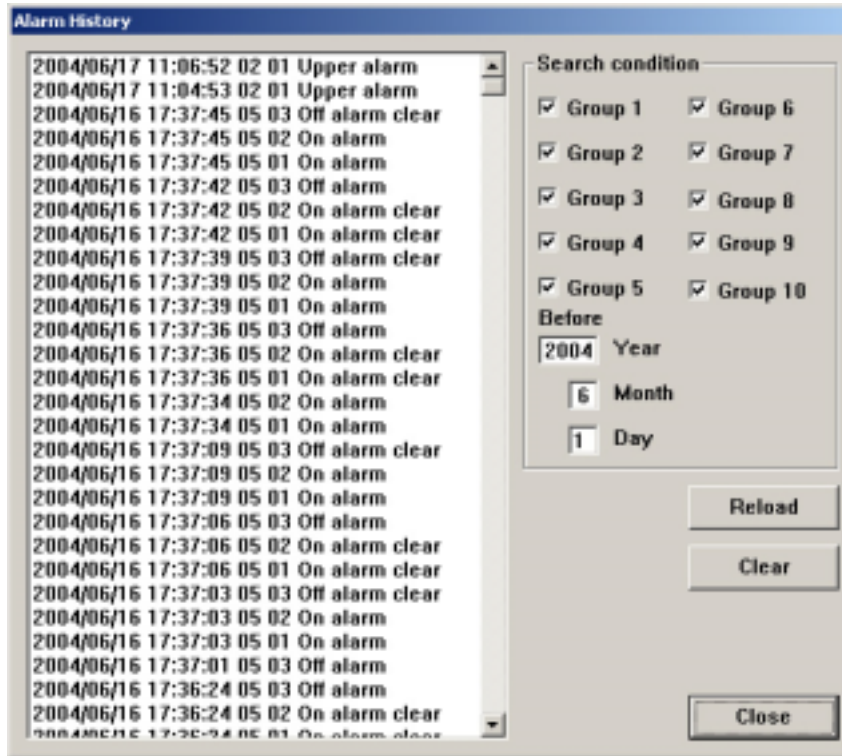 Alarm History
2004/06/17 11:06:52 02 01 Upper alarm
2004/06/17 11:04:53 02 01 Upper alarm
2004/06/16 17:37:45 05 03 Off alarm clear
2004/06/16 17:37:45 05 02 On alarm
2004/06/16 17:37:45 05 01 On alarm
2004/06/16 17:37:42 05 03 Off alarm
2004/06/16 17:37:42 05 02 On alarm clear
2004/06/16 17:37:42 05 01 On alarm clear
2004/06/16 17:37:39 05 03 Off alarm clear
2004/06/16 17:37:39 05 02 On alarm
2004/06/16 17:37:39 05 01 On alarm
2004/06/16 17:37:36 05 03 Off alarm
2004/06/16 17:37:36 05 02 On alarm clear
2004/06/16 17:37:36 05 01 On alarm clear
2004/06/16 17:37:34 05 02 On alarm
2004/06/16 17:37:34 05 01 On alarm
2004/06/16 17:37:09 05 03 Off alarm clear
2004/06/16 17:37:09 05 02 On alarm
2004/06/16 17:37:09 05 01 On alarm
2004/06/16 17:37:06 05 03 Off alarm
2004/06/16 17:37:06 05 02 On alarm clear
2004/06/16 17:37:06 05 01 On alarm clear
2004/06/16 17:37:03 05 03 Off alarm clear
2004/06/16 17:37:03 05 02 On alarm
2004/06/16 17:37:03 05 01 On alarm
2004/06/16 17:37:01 05 03 Off alarm
2004/06/16 17:36:24 05 03 Off alarm
2004/06/16 17:36:24 05 02 On alarm clear
2004/06/16 17:36:24 05 01 On alarm clear
Search condition
Group 1
Group 6
Group 2
Group 7
Group 3
Group 8
Group 4
Group 9
Group 5
Group 10
Before
2004 Year
6 Month
1 Day
Reload
Clear
Close